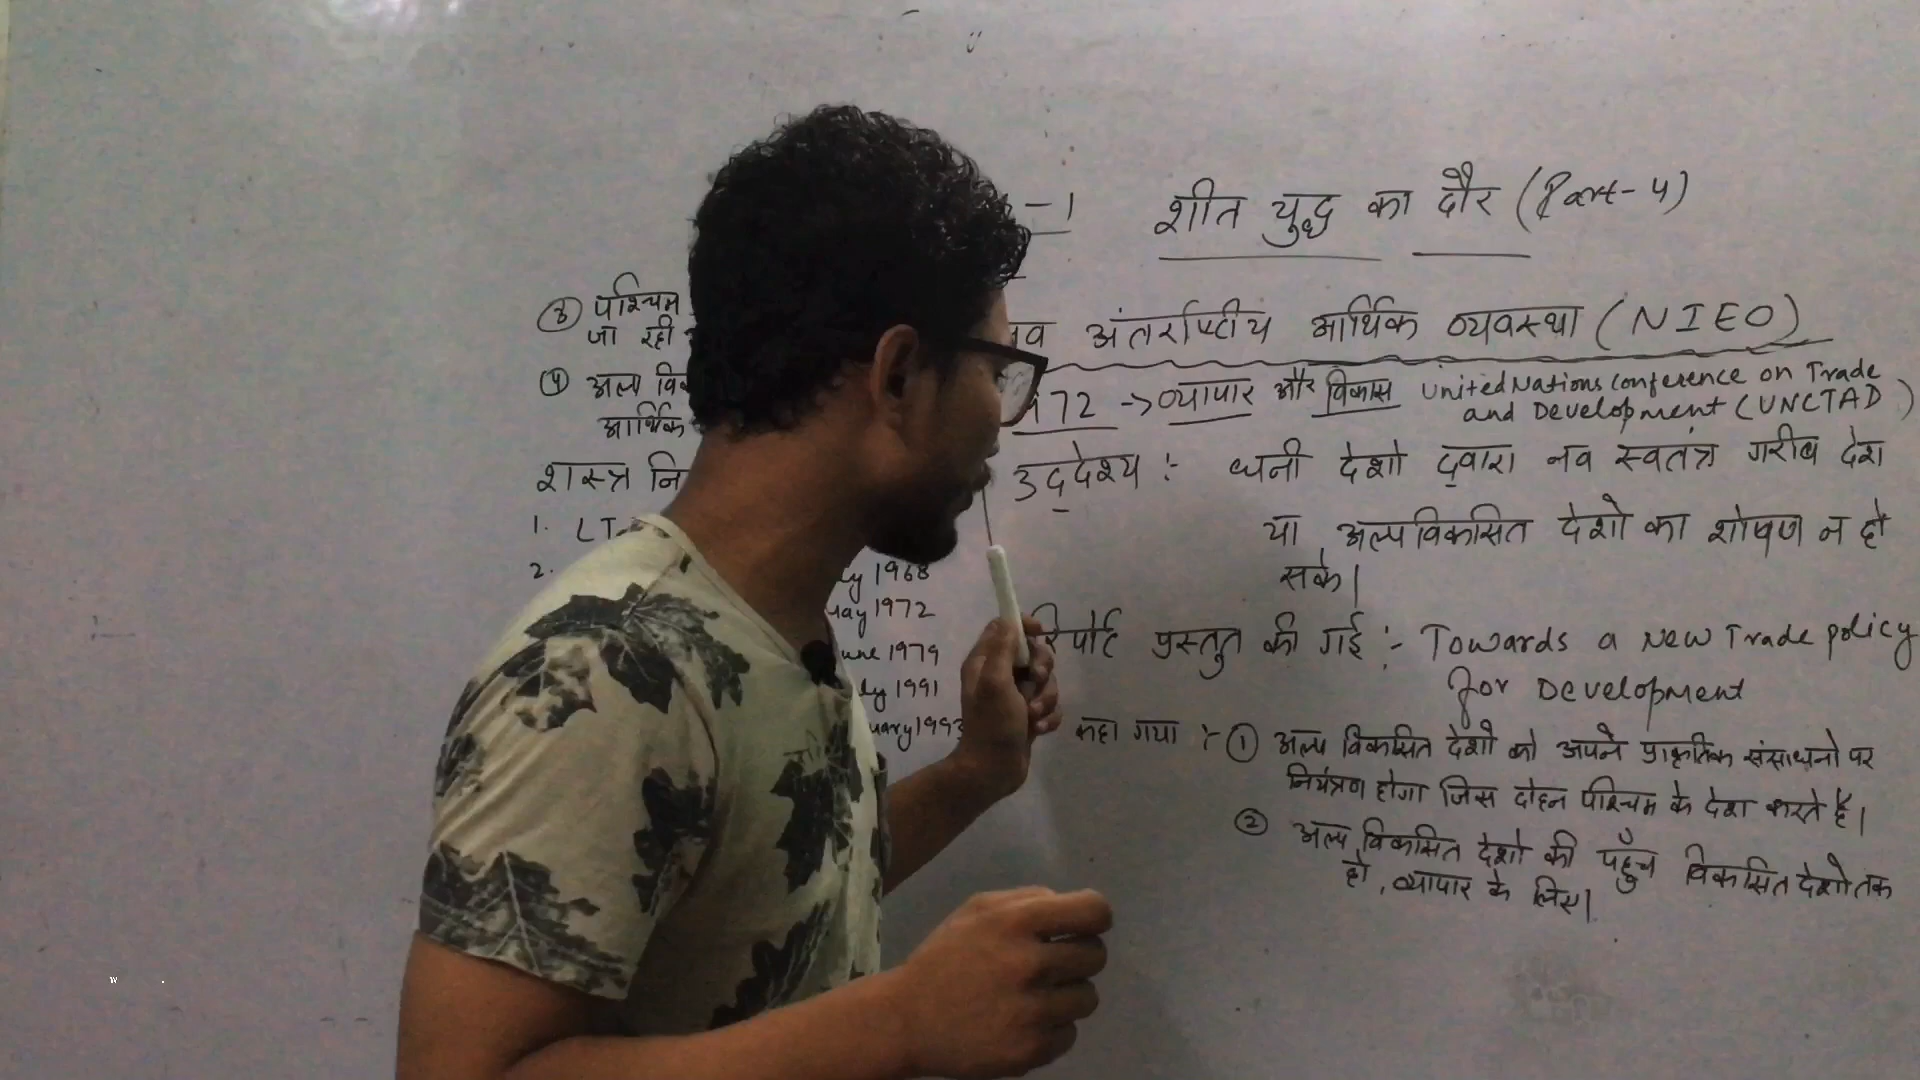 -1 शीत युद्ध का दौर (Part-4)
③ पश्चिम
जा रही
④ अल्प
आर्थिक
शस्त्र
1. LT
2.
1968
1972
1979
1991
अंतर्राष्ट्रीय आर्थिक व्यवस्था (NIEO)
72 -> व्यापार और विकास United Nations Conference on Trade
and Development (UNCTAD)
उद्देश्य :- धनी देशो द्वारा नव स्वतंत्र गरीब देश
या अल्पविकसित देशो का शोषण न हो
सके।
रिपोर्ट प्रस्तुत की गई :- Towards a New Trade policy
for Development
कहा गया :- ① अल्प विकसित देशो को अपने प्राकृतिक संसाधनो पर
नियंत्रण होगा जिस दोहन पश्चिम के देश करते है।
② अल्प विकसित देशो की पहुँच विकसित देशो तक
हो, व्यापार के लिए।